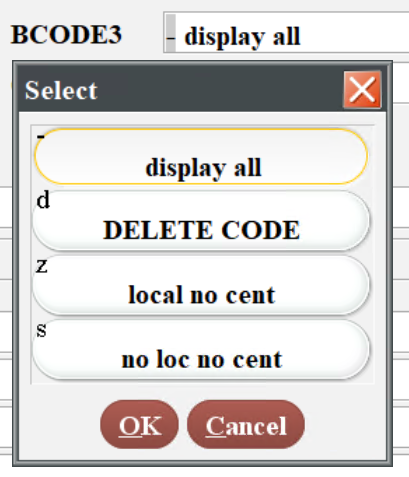 BCODE3 - display all
Select
-
display all
d
DELETE CODE
z
local no cent
s
no loc no cent
OK Cancel